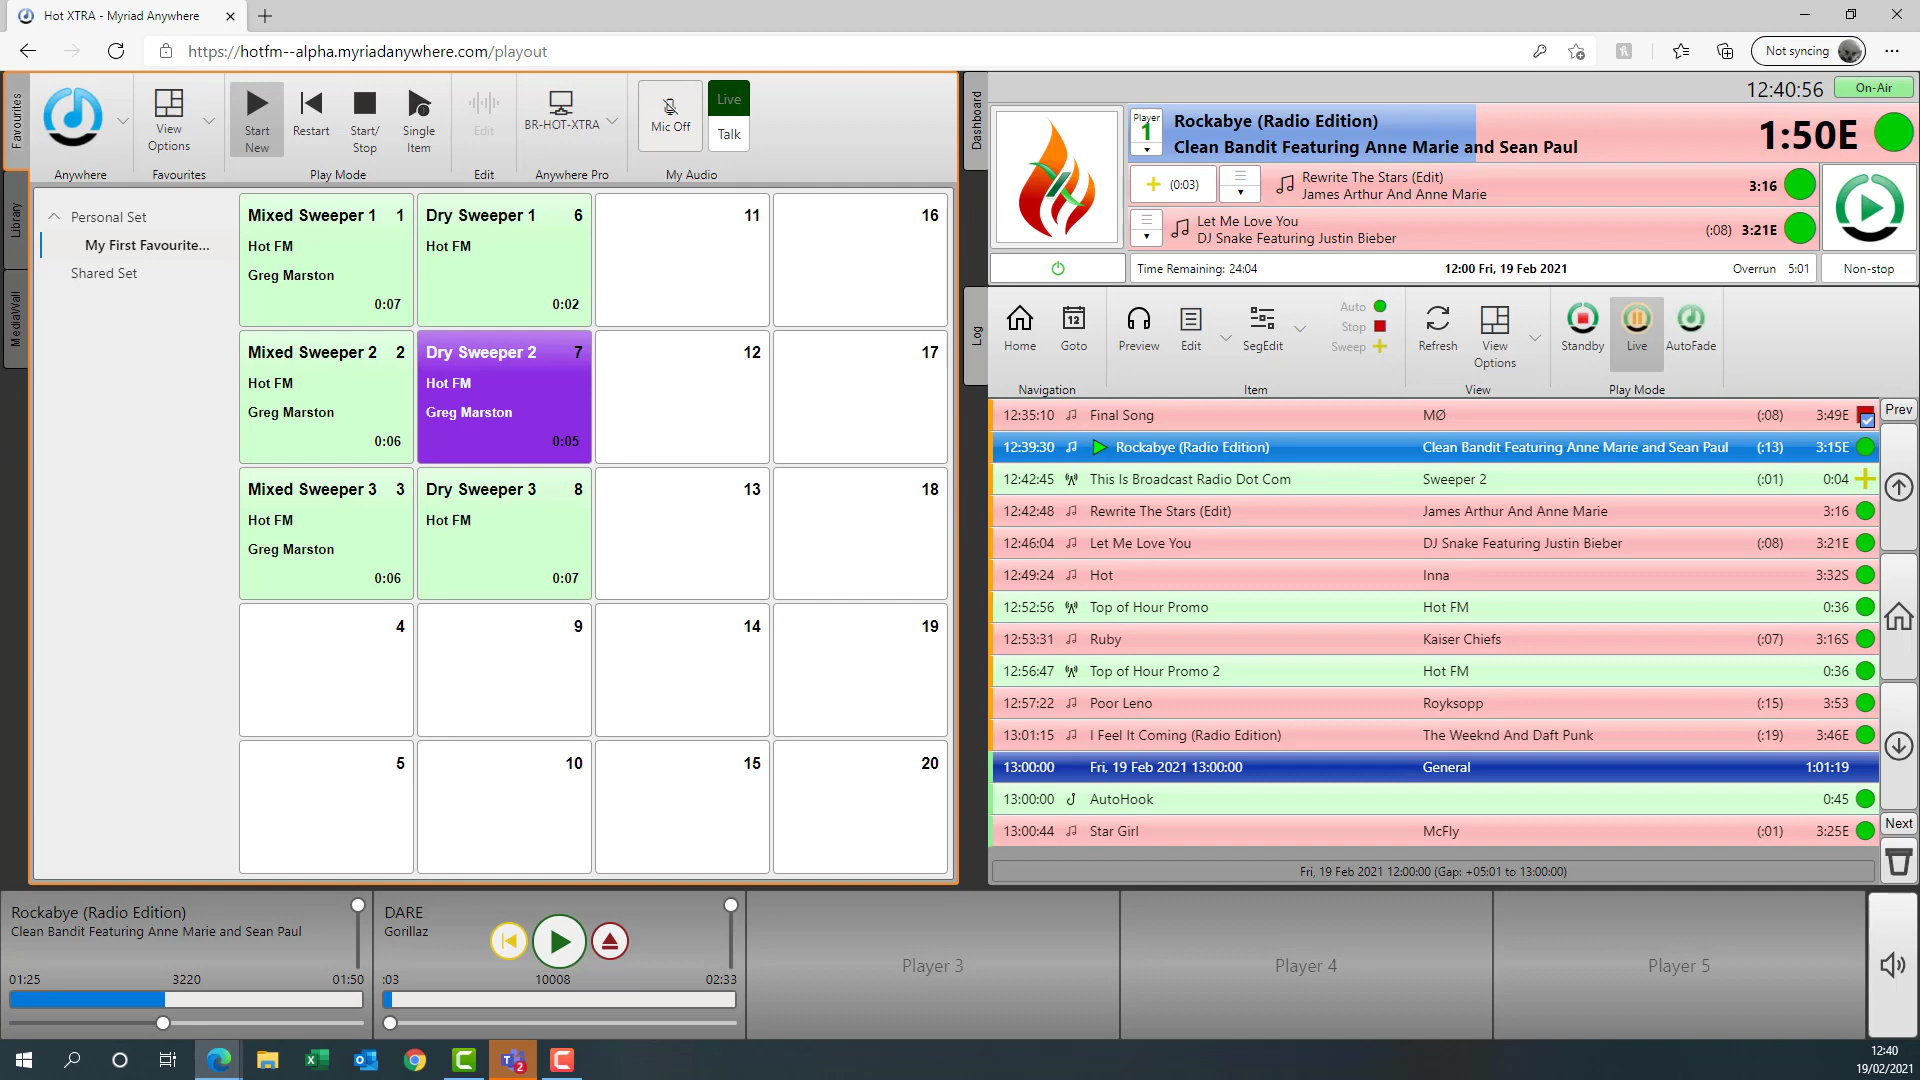 Hot XTRA - Myriad Anywhere
https://hotfm--alpha.myriadanywhere.com/playout
Not syncing
Favourites
Library
MediaWall
View Options
Start New
Restart
Start/ Stop
Single Item
Edit
BR-HOT-XTRA
Mic Off
Live
Talk
Anywhere
Favourites
Play Mode
Edit
Anywhere Pro
My Audio
Personal Set
My First Favourite...
Shared Set
Mixed Sweeper 1 1
Hot FM
Greg Marston
0:07
Dry Sweeper 1 6
Hot FM
0:02
11
16
Mixed Sweeper 2 2
Hot FM
Greg Marston
0:06
Dry Sweeper 2 7
Hot FM
Greg Marston
0:05
12
17
Mixed Sweeper 3 3
Hot FM
Greg Marston
0:06
Dry Sweeper 3 8
Hot FM
0:07
13
18
4
9
14
19
5
10
15
20
Dashboard
12:40:56 On-Air
Player 1
Rockabye (Radio Edition)
Clean Bandit Featuring Anne Marie and Sean Paul
1:50E
(0:03)
Rewrite The Stars (Edit)
James Arthur And Anne Marie
3:16
Let Me Love You
DJ Snake Featuring Justin Bieber
(:08) 3:21E
Time Remaining: 24:04 12:00 Fri, 19 Feb 2021 Overrun 5:01 Non-stop
Log
Home
Goto
12
Preview
Edit
SegEdit
Auto
Stop
Sweep
Refresh
View Options
Standby
Live
AutoFade
Navigation
Item
View
Play Mode
12:35:10 Final Song MØ (:08) 3:49E
12:39:30 Rockabye (Radio Edition) Clean Bandit Featuring Anne Marie and Sean Paul (:13) 3:15E
12:42:45 This Is Broadcast Radio Dot Com Sweeper 2 (:01) 0:04
12:42:48 Rewrite The Stars (Edit) James Arthur And Anne Marie 3:16
12:46:04 Let Me Love You DJ Snake Featuring Justin Bieber (:08) 3:21E
12:49:24 Hot Inna 3:32S
12:52:56 Top of Hour Promo Hot FM 0:36
12:53:31 Ruby Kaiser Chiefs (:07) 3:16S
12:56:47 Top of Hour Promo 2 Hot FM 0:36
12:57:22 Poor Leno Royksopp (:15) 3:53
13:01:15 I Feel It Coming (Radio Edition) The Weeknd And Daft Punk (:19) 3:46E
13:00:00 Fri, 19 Feb 2021 13:00:00 General 1:01:19
13:00:00 AutoHook 0:45
13:00:44 Star Girl McFly (:01) 3:25E
Prev
Next
Fri, 19 Feb 2021 12:00:00 (Gap: +05:01 to 13:00:00)
Rockabye (Radio Edition)
Clean Bandit Featuring Anne Marie and Sean Paul
01:25 3220 01:50
DARE
Gorillaz
:03 10008 02:33
Player 3
Player 4
Player 5
2
12:40
19/02/2021